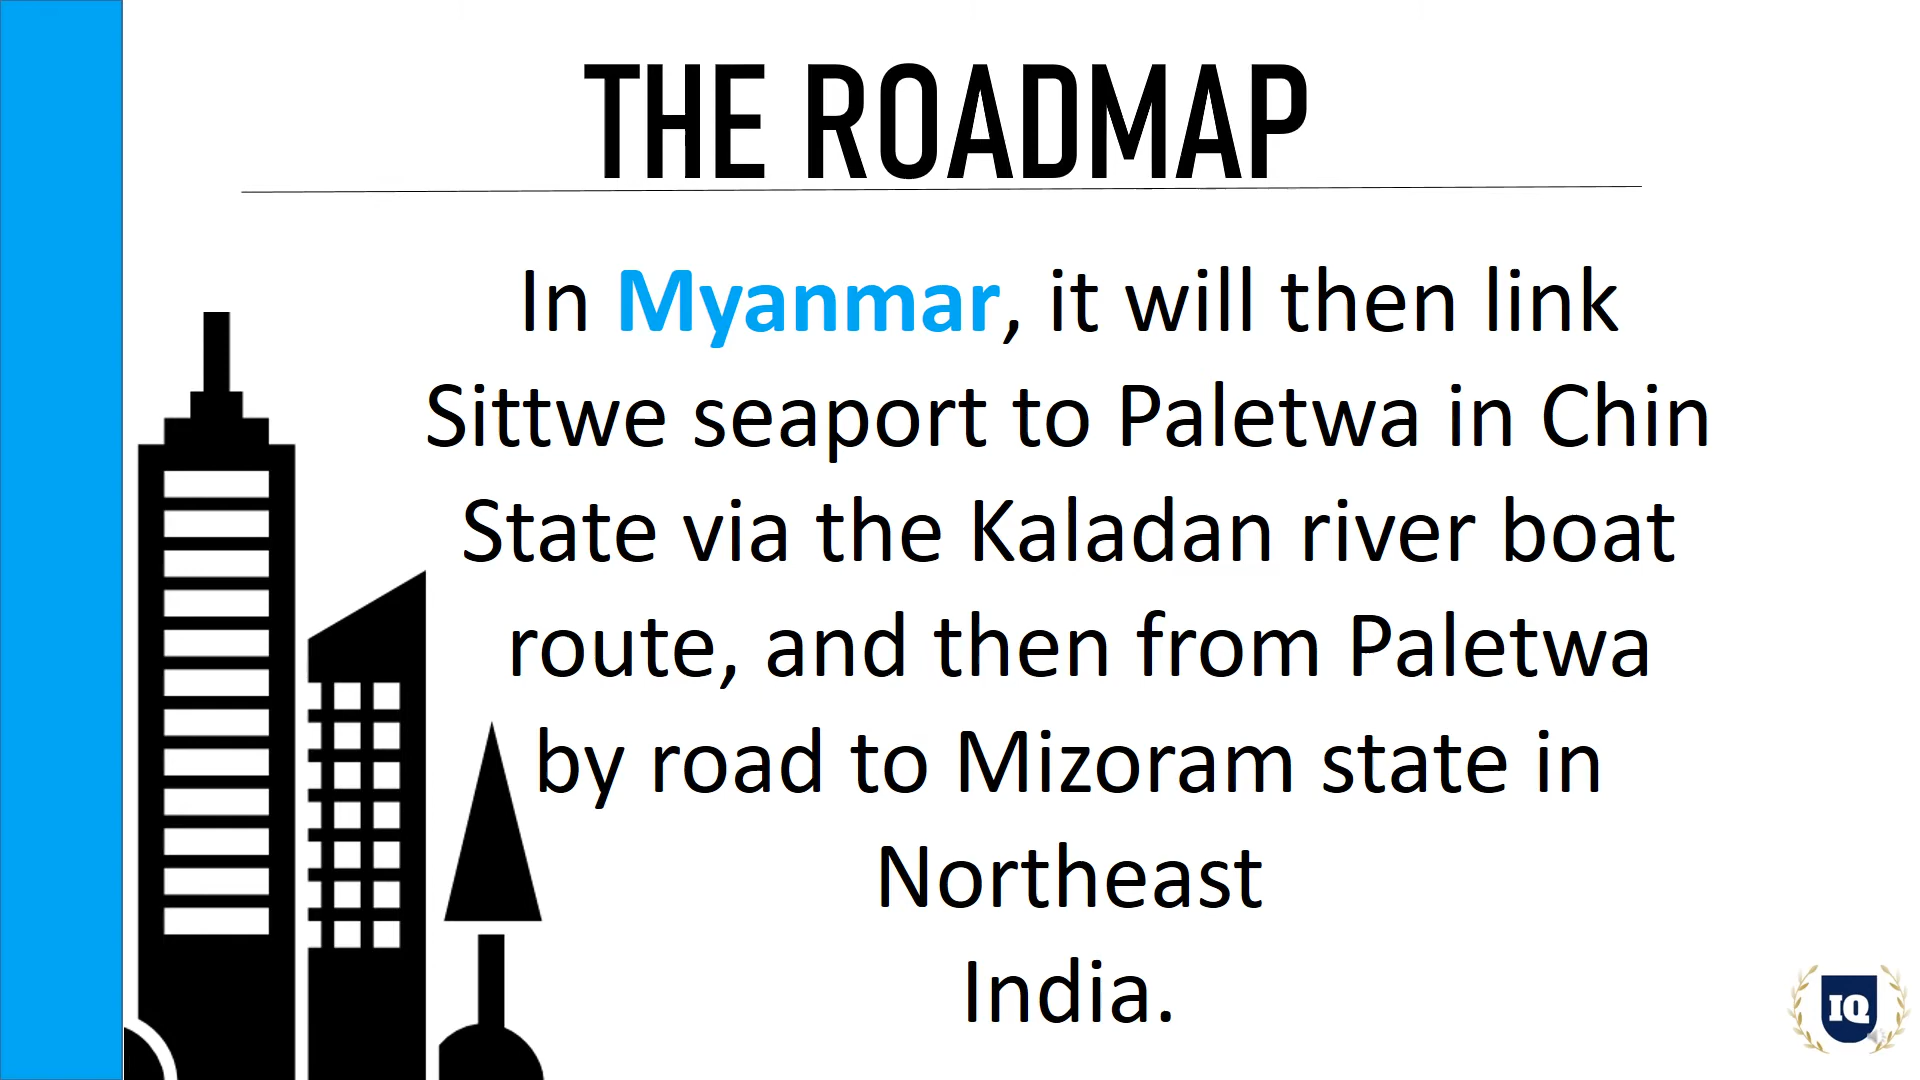 THE ROADMAP
In Myanmar, it will then link
Sittwe seaport to Paletwa in Chin
State via the Kaladan river boat
route, and then from Paletwa
by road to Mizoram state in
Northeast
India.
IQ